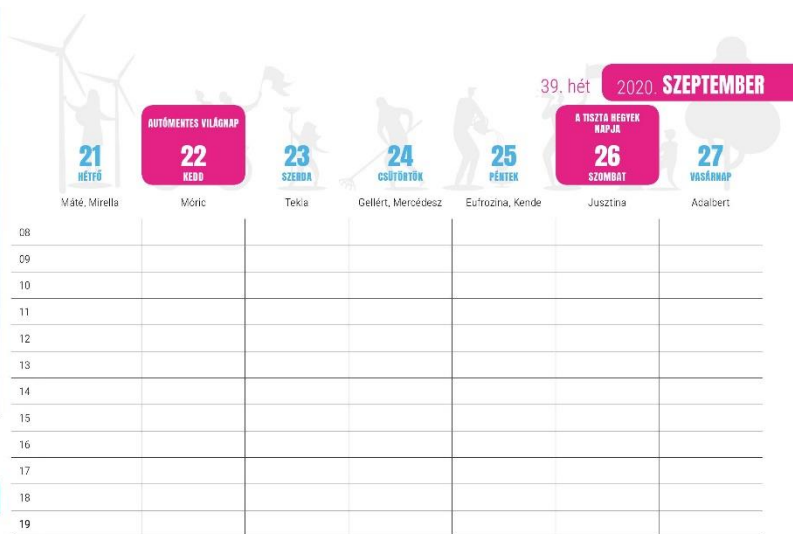 39. hét 2020. SZEPTEMBER
AUTÓMENTES VILÁGNAP
A TISZTA HEGYEK
NAPJA
21 22 23 24 25 26 27
HÉTFŐ KEDD SZERDA CSÜTÖRTÖK PÉNTEK SZOMBAT VASÁRNAP
Máté, Mirella Móric Tekla Gellért, Mercédesz Eufrozina, Kende Jusztina Adalbert
08
09
10
11
12
13
14
15
16
17
18
19